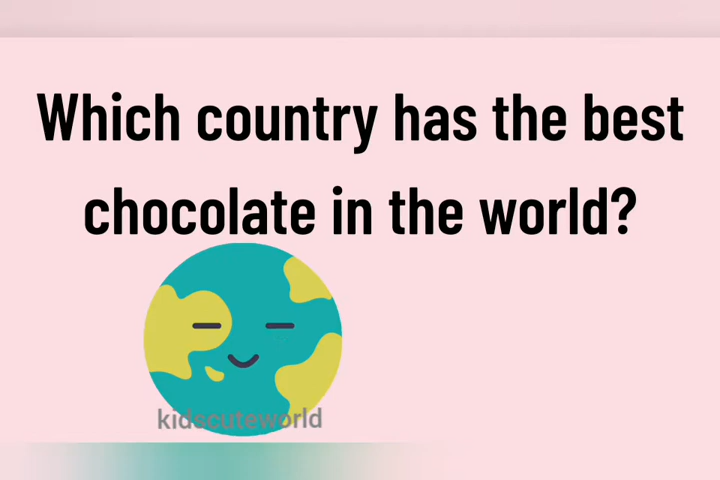 Which country has the best
chocolate in the world?
kidscuteworld